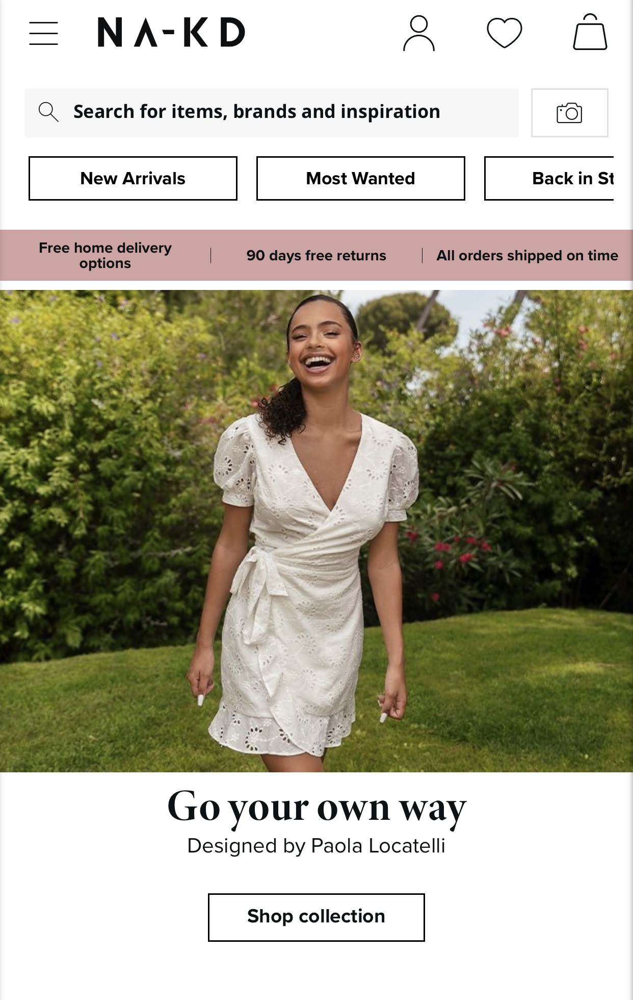 NA-KD
Search for items, brands and inspiration
New Arrivals
Most Wanted
Back in St
Free home delivery
options
90 days free returns
All orders shipped on time
Go your own way
Designed by Paola Locatelli
Shop collection